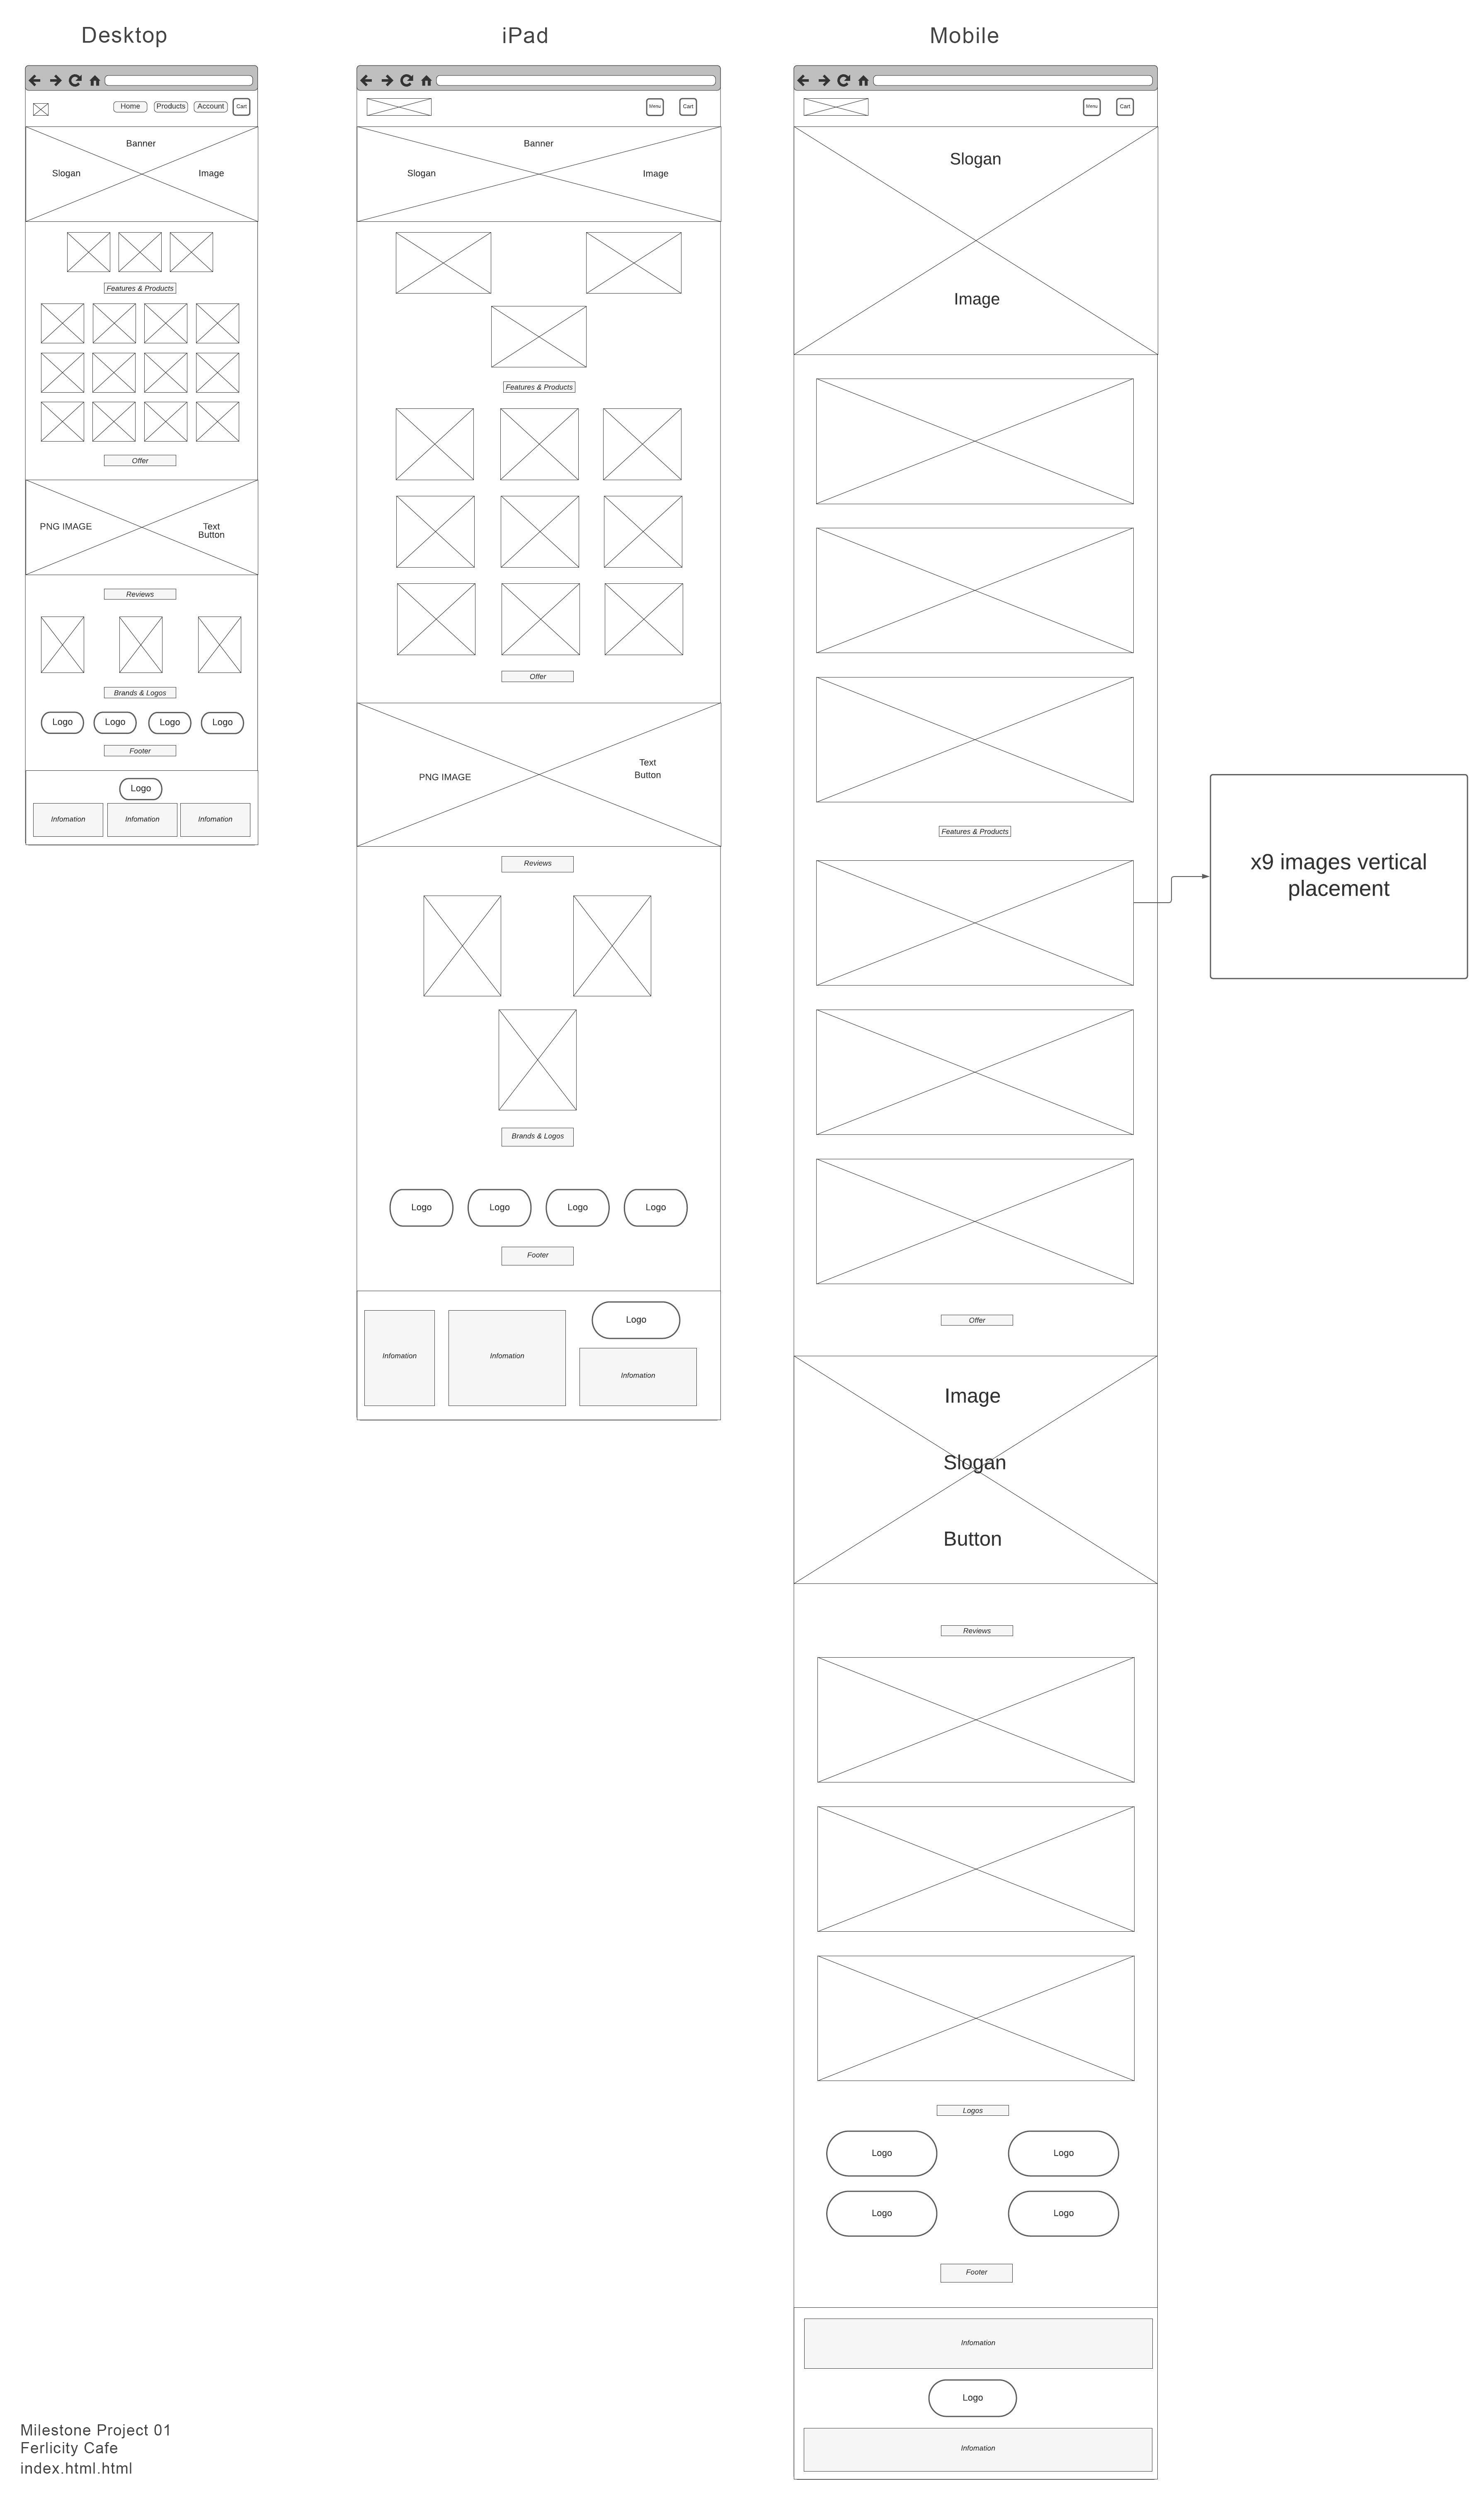 Desktop
Home
Products
Account
Cart
Banner
Slogan
Image
Features & Products
Offer
PNG IMAGE
Text
Button
Reviews
Brands & Logos
Logo
Logo
Logo
Logo
Footer
Logo
Infomation
Infomation
Infomation
iPad
Menu
Cart
Banner
Slogan
Image
Features & Products
Offer
PNG IMAGE
Text
Button
Reviews
Brands & Logos
Logo
Logo
Logo
Logo
Footer
Logo
Infomation
Infomation
Infomation
Mobile
Menu
Cart
Slogan
Image
Features & Products
x9 images vertical
placement
Offer
Image
Slogan
Button
Reviews
Logos
Logo
Logo
Logo
Logo
Footer
Infomation
Logo
Infomation
Milestone Project 01
Ferlicity Cafe
index.html.html